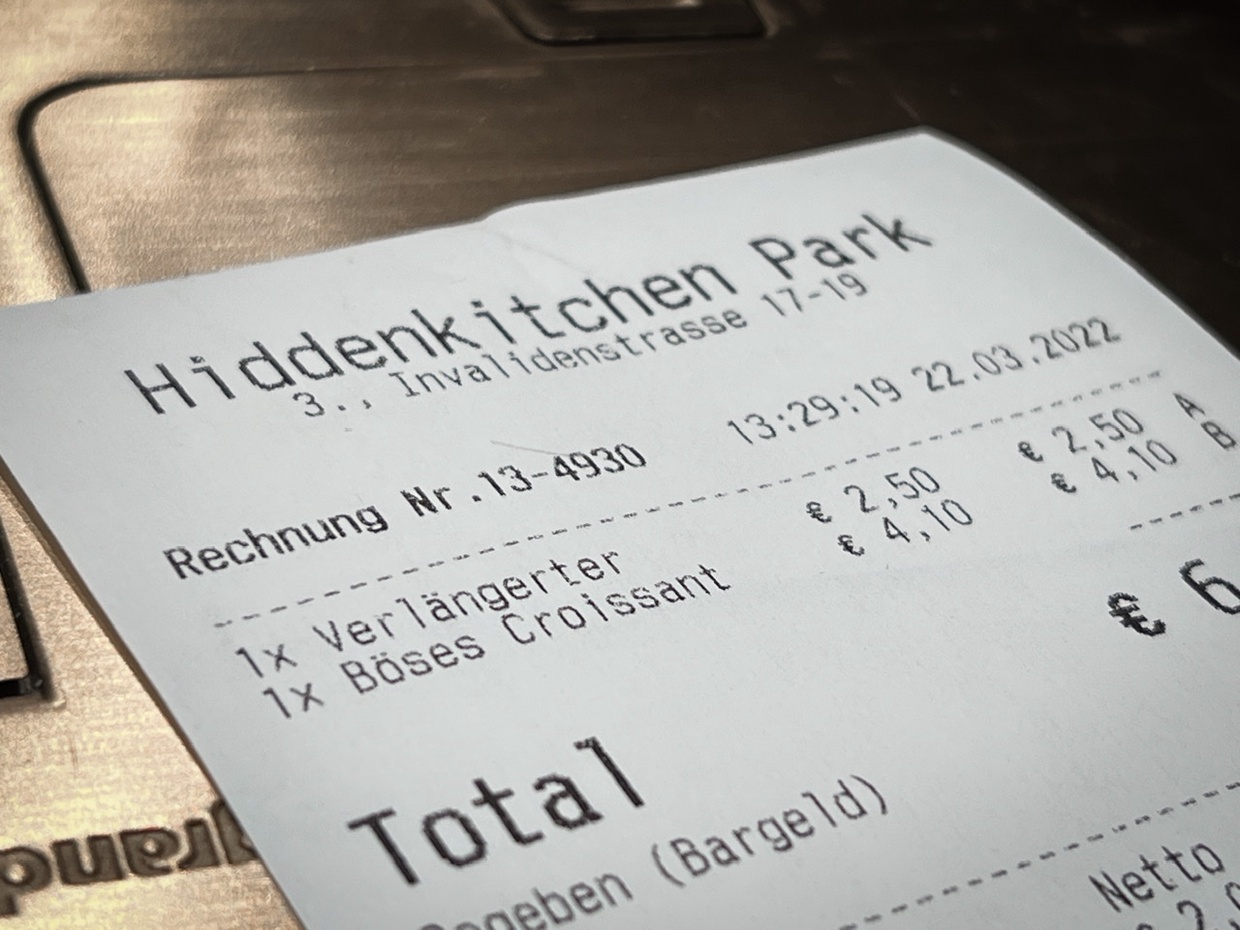 Hiddenkitchen Park
3., Invalidenstrasse 17-19
Rechnung Nr.13-4930 13:29:19 22.03.2022
1x Verlängerter € 2,50 € 2,50 A
1x Böses Croissant € 4,10 € 4,10 B
Total € 6
Gegeben (Bargeld)
Netto